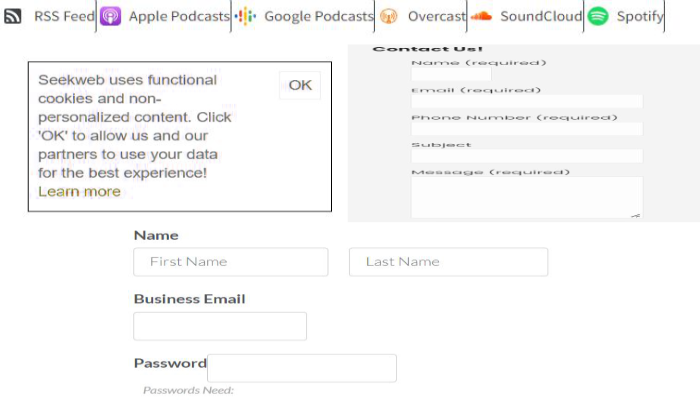 RSS Feed Apple Podcasts Google Podcasts Overcast SoundCloud Spotify
Seekweb uses functional
cookies and non-
personalized content. Click
'OK' to allow us and our
partners to use your data
for the best experience!
Learn more
OK
Contact Us!
Name (required)
Email (required)
Phone Number (required)
Subject
Message (required)
Name
First Name Last Name
Business Email
Password
Passwords Need: